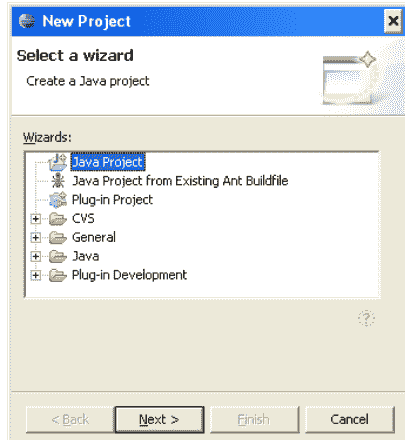 New Project
Select a wizard
Create a Java project
Wizards:
Java Project
Java Project from Existing Ant Buildfile
Plug-in Project
CVS
General
Java
Plug-in Development
< Back Next > Finish Cancel